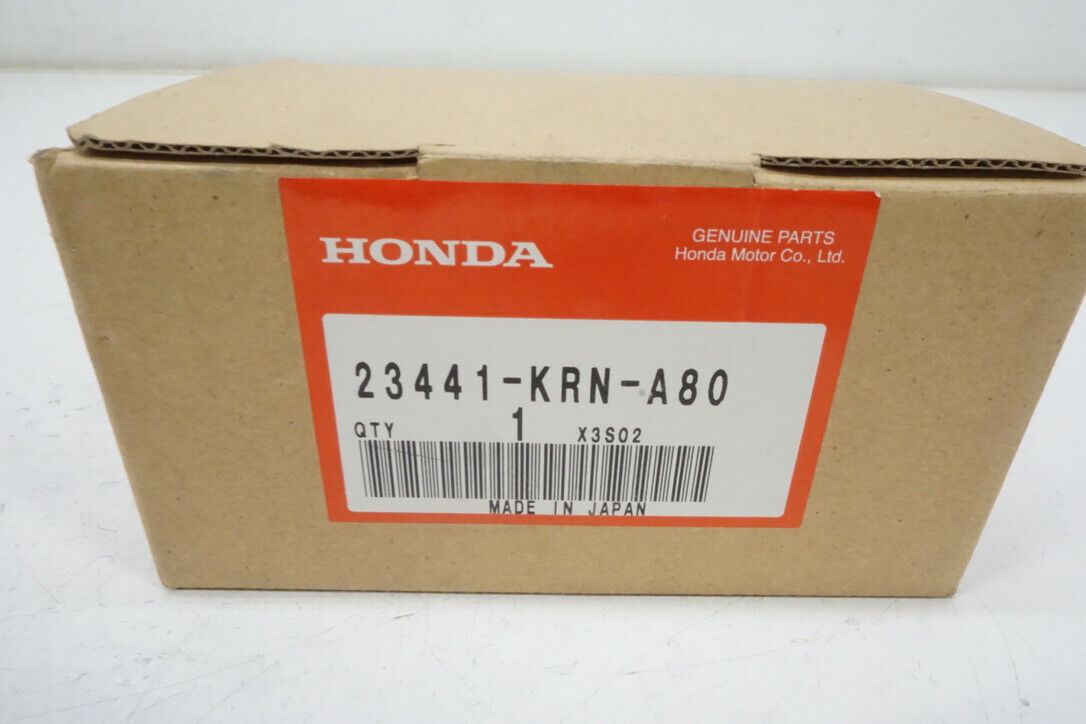 HONDA
GENUINE PARTS
Honda Motor Co., Ltd.
23441-KRN-A80
QTY 1 X3S02
MADE IN JAPAN